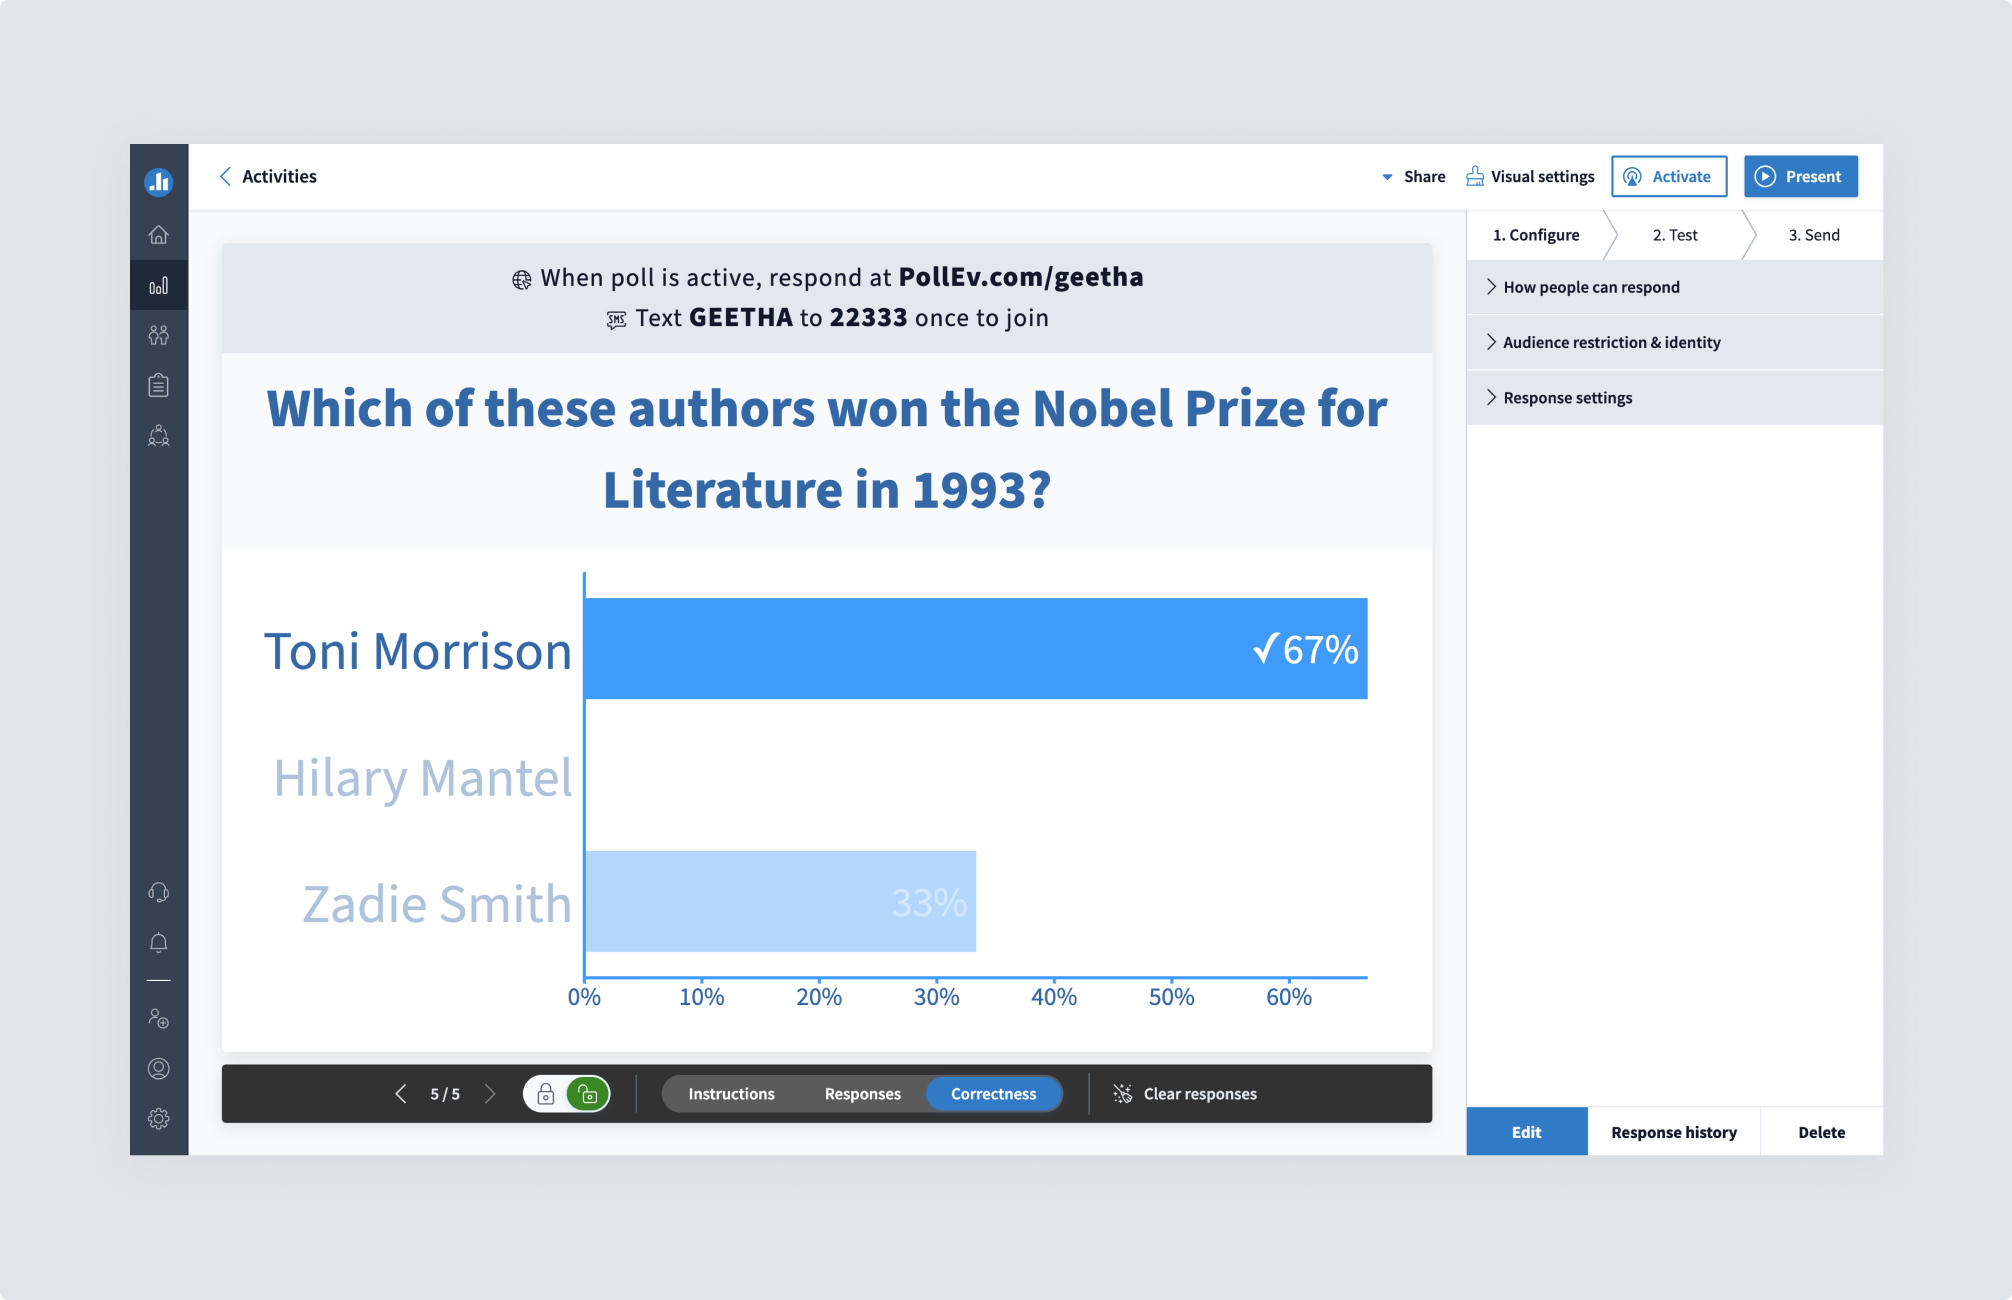 Activities
Share
Visual settings
Activate
Present
When poll is active, respond at PollEv.com/geetha
SMS Text GEETHA to 22333 once to join
Which of these authors won the Nobel Prize for
Literature in 1993?
Toni Morrison
✓67%
Hilary Mantel
Zadie Smith
33%
0% 10% 20% 30% 40% 50% 60%
5 / 5
Instructions
Responses
Correctness
Clear responses
1. Configure
2. Test
3. Send
How people can respond
Audience restriction & identity
Response settings
Edit
Response history
Delete